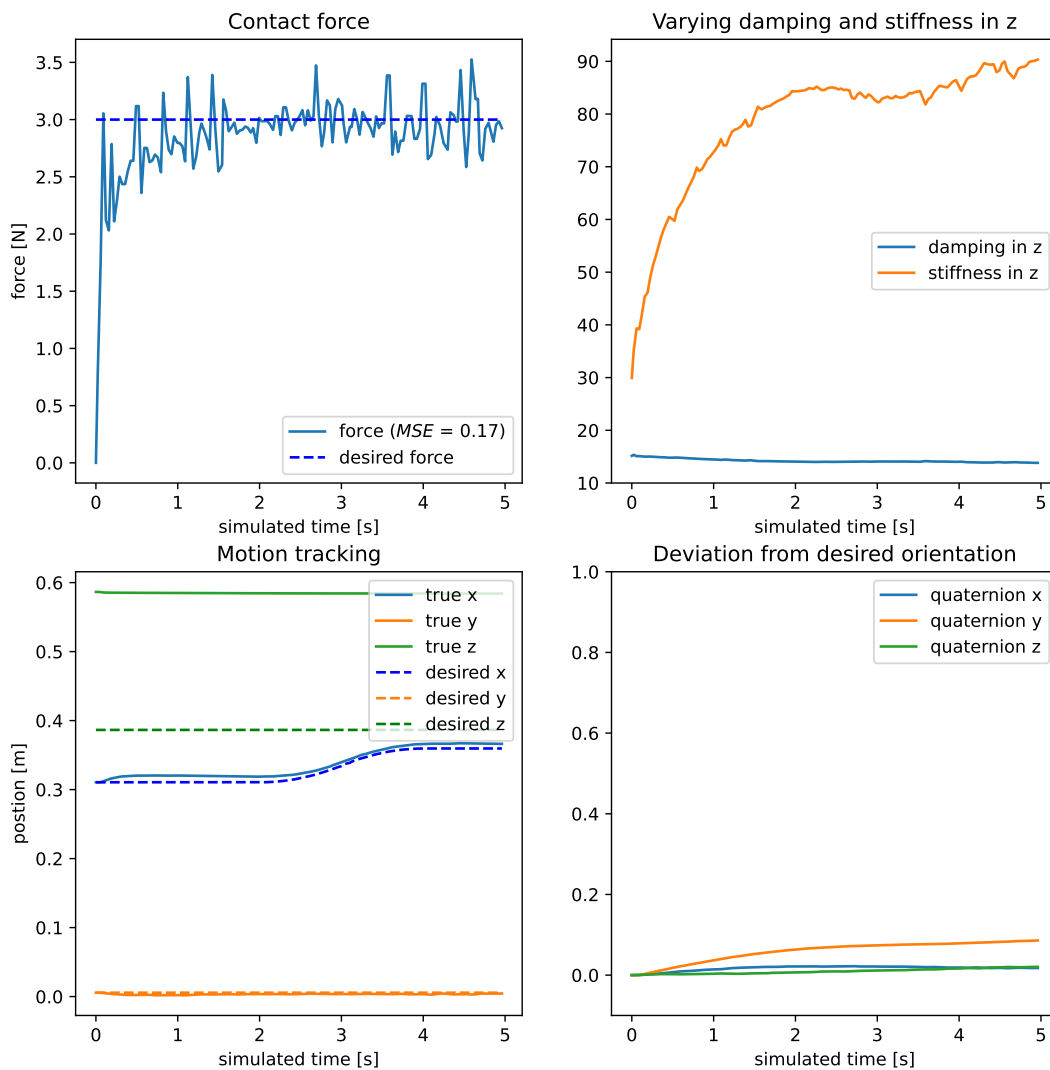 Contact force
3.5
3.0
2.5
2.0
1.5
1.0
0.5
0.0
force [N]
force (MSE = 0.17)
desired force
0 1 2 3 4 5
simulated time [s]
Varying damping and stiffness in z
90
80
70
60
50
40
30
20
10
damping in z
stiffness in z
0 1 2 3 4 5
simulated time [s]
Motion tracking
0.6
0.5
0.4
0.3
0.2
0.1
0.0
postion [m]
true x
true y
true z
desired x
desired y
desired z
0 1 2 3 4 5
simulated time [s]
Deviation from desired orientation
1.0
0.8
0.6
0.4
0.2
0.0
quaternion x
quaternion y
quaternion z
0 1 2 3 4 5
simulated time [s]